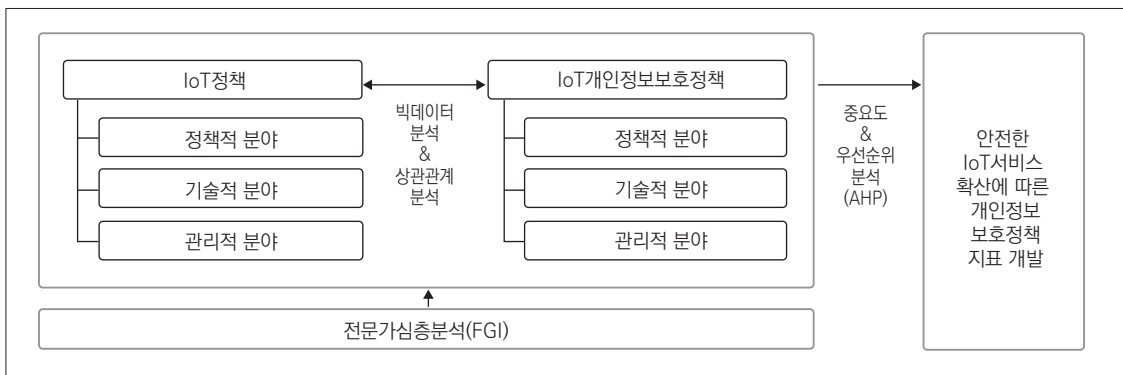 IoT정책
정책적 분야
기술적 분야
관리적 분야
빅데이터
분석
&
상관관계
분석
IoT개인정보보호정책
정책적 분야
기술적 분야
관리적 분야
중요도
&
우선순위
분석
(AHP)
안전한
IoT서비스
확산에 따른
개인정보
보호정책
지표 개발
전문가심층분석(FGI)